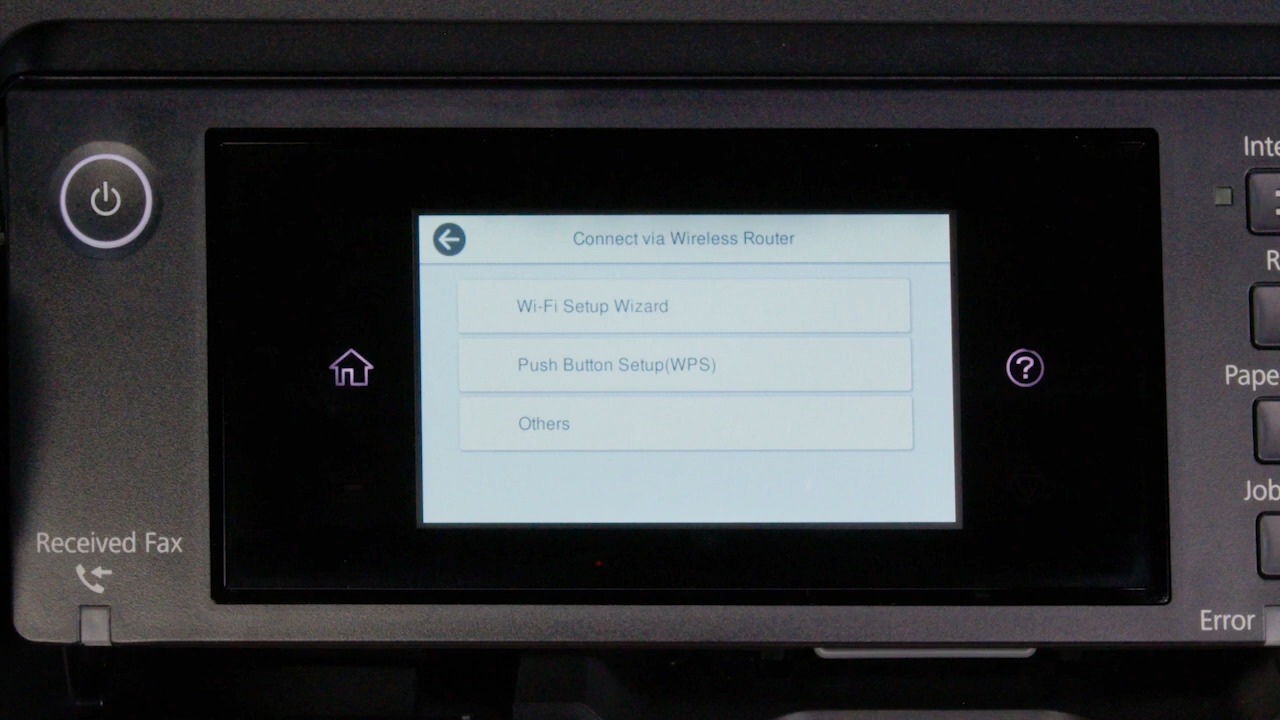 Connect via Wireless Router
Wi-Fi Setup Wizard
Push Button Setup(WPS)
Others
?
Received Fax
Inte
R
Pape
Job
Error